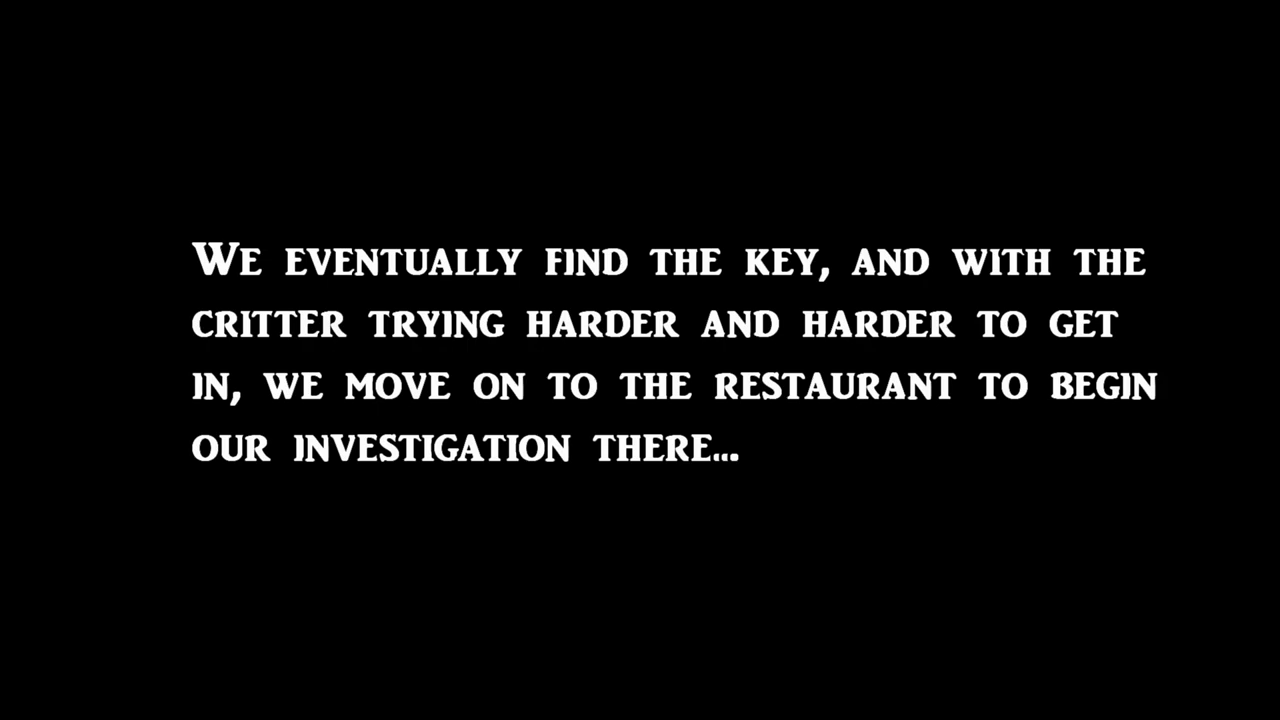 We eventually find the key, and with the
critter trying harder and harder to get
in, we move on to the restaurant to begin
our investigation there...